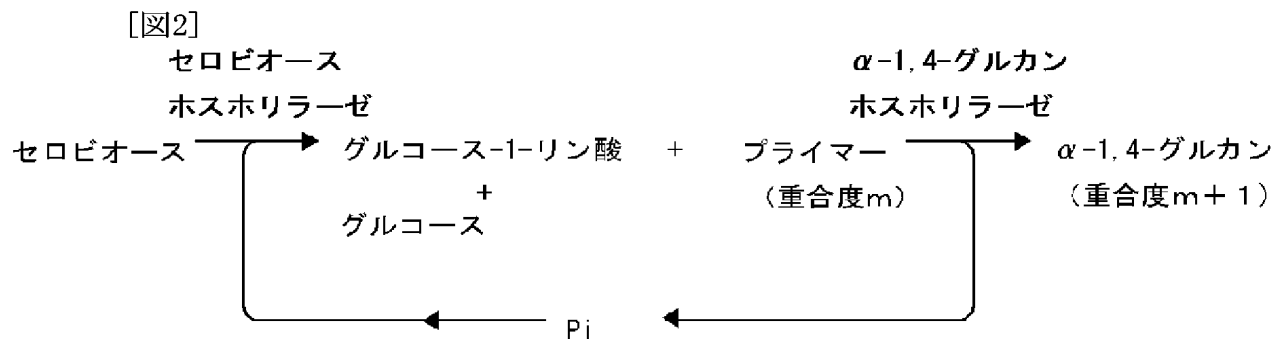 [図2]
セロビオース α-1,4-グルカン
ホスホリラーゼ ホスホリラーゼ
セロビオース グルコース-1-リン酸 + プライマー α-1,4-グルカン
+ (重合度m) (重合度m+1)
グルコース
Pi